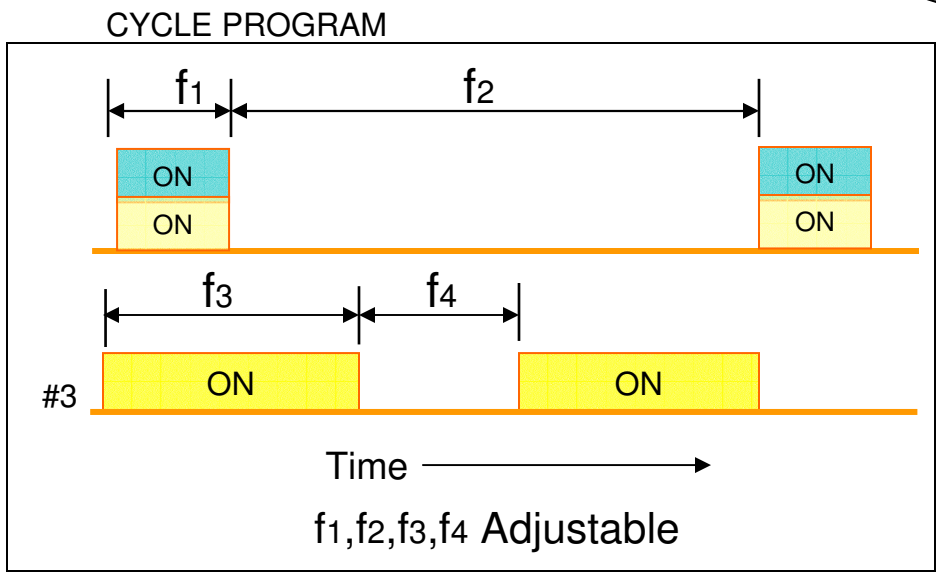 CYCLE PROGRAM
f1 f2
ON ON
ON ON
f3 f4
#3 ON ON
Time
f1,f2,f3,f4 Adjustable